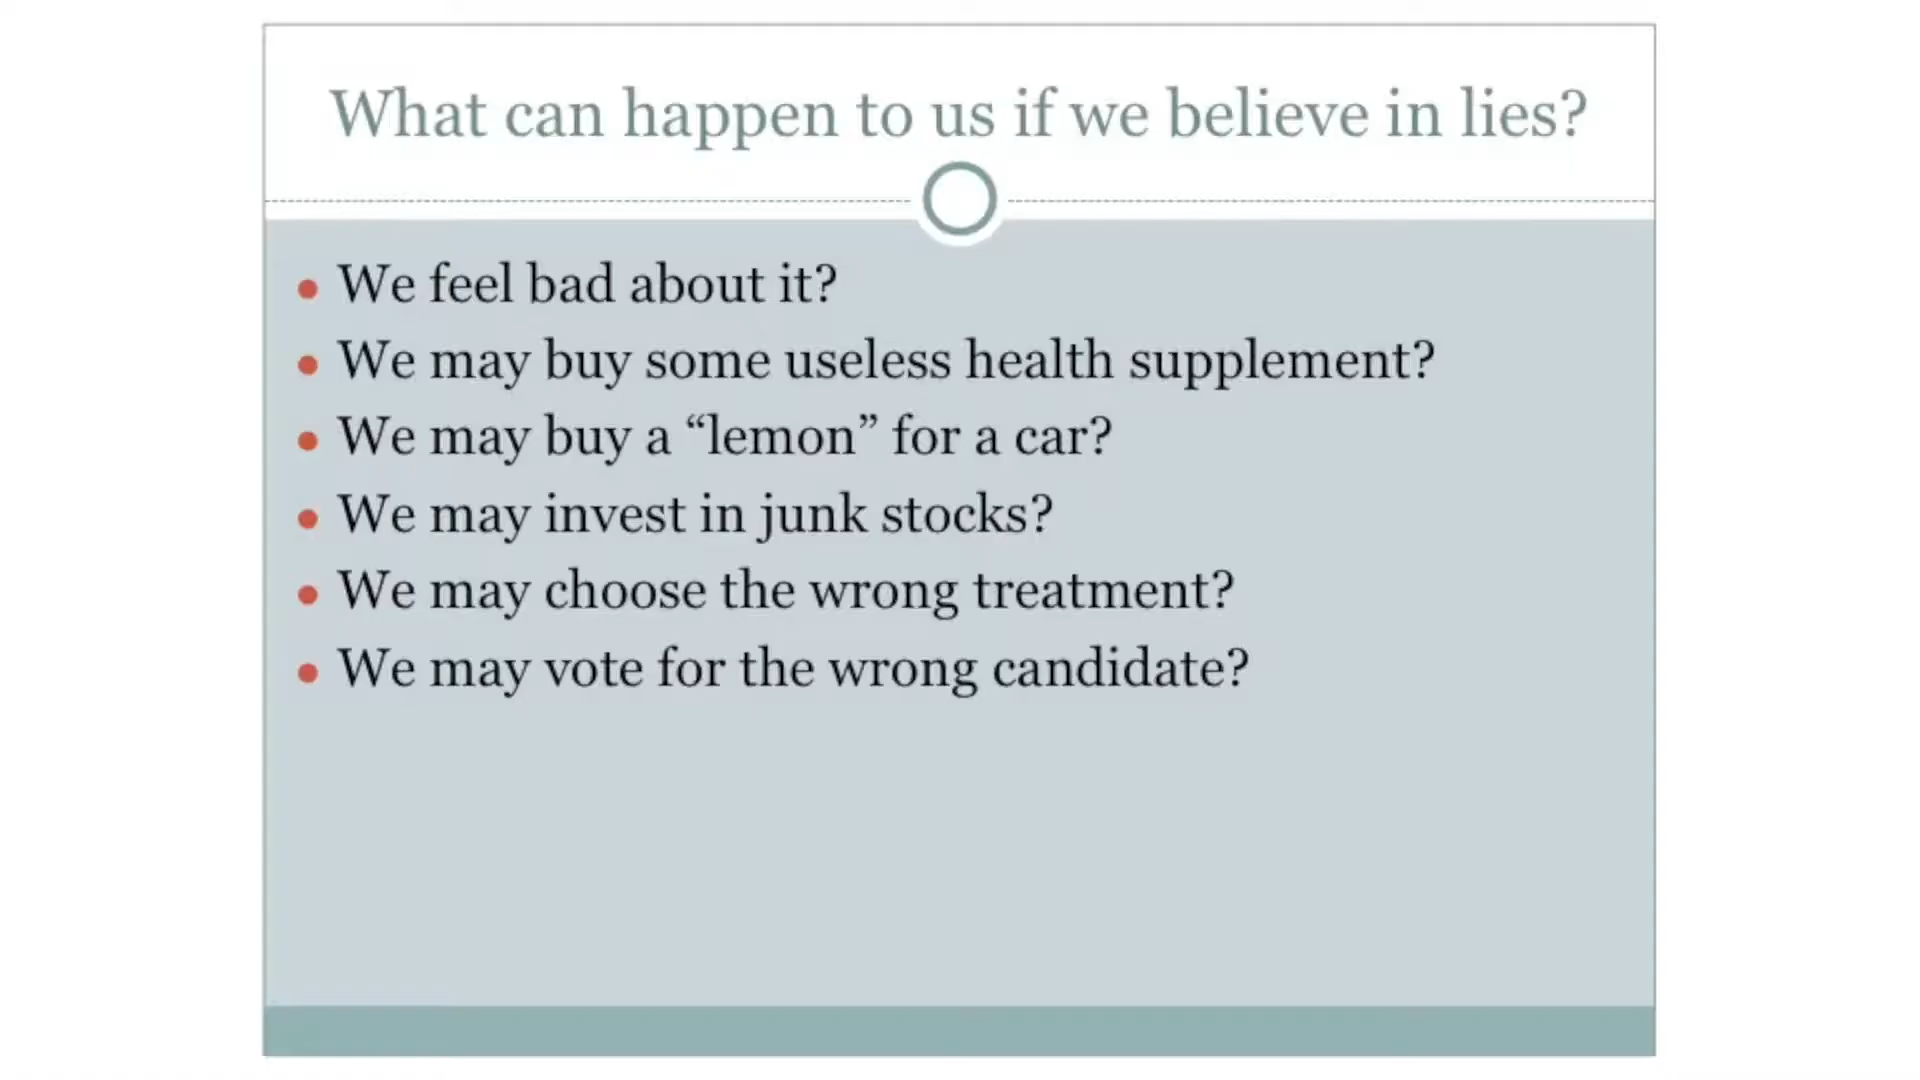 What can happen to us if we believe in lies?
• We feel bad about it?
• We may buy some useless health supplement?
• We may buy a “lemon” for a car?
• We may invest in junk stocks?
• We may choose the wrong treatment?
• We may vote for the wrong candidate?